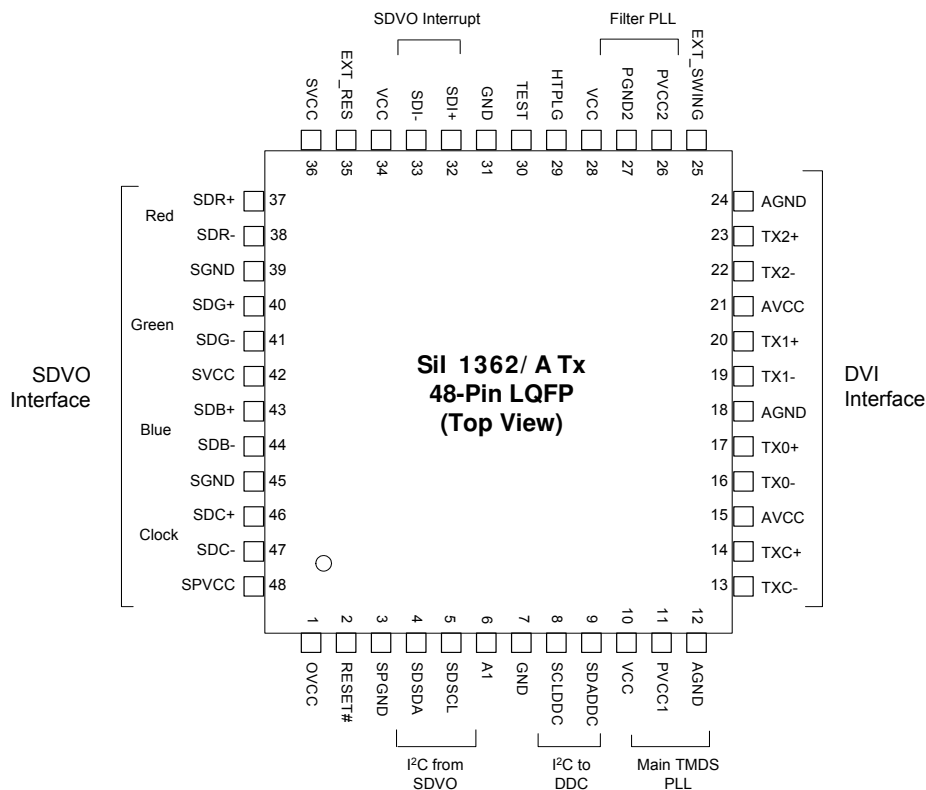 SDVO Interrupt
Filter PLL
SVCC
EXT_RES
VCC
SDI-
SDI+
GND
TEST
HTPLG
VCC
PGND2
PVCC2
EXT_SWING
36
35
34
33
32
31
30
29
28
27
26
25
SDVO
Interface
Red
Green
Blue
Clock
SDR+ 37
SDR- 38
SGND 39
SDG+ 40
SDG- 41
SVCC 42
SDB+ 43
SDB- 44
SGND 45
SDC+ 46
SDC- 47
SPVCC 48
SiI 1362/ A Tx
48-Pin LQFP
(Top View)
24 AGND
23 TX2+
22 TX2-
21 AVCC
20 TX1+
19 TX1-
18 AGND
17 TX0+
16 TX0-
15 AVCC
14 TXC+
13 TXC-
DVI
Interface
1
2
3
4
5
6
7
8
9
10
11
12
OVCC
RESET#
SPGND
SDSDA
SDSCL
A1
GND
SCLDDC
SDADDC
VCC
PVCC1
AGND
I²C from
SDVO
I²C to
DDC
Main TMDS
PLL